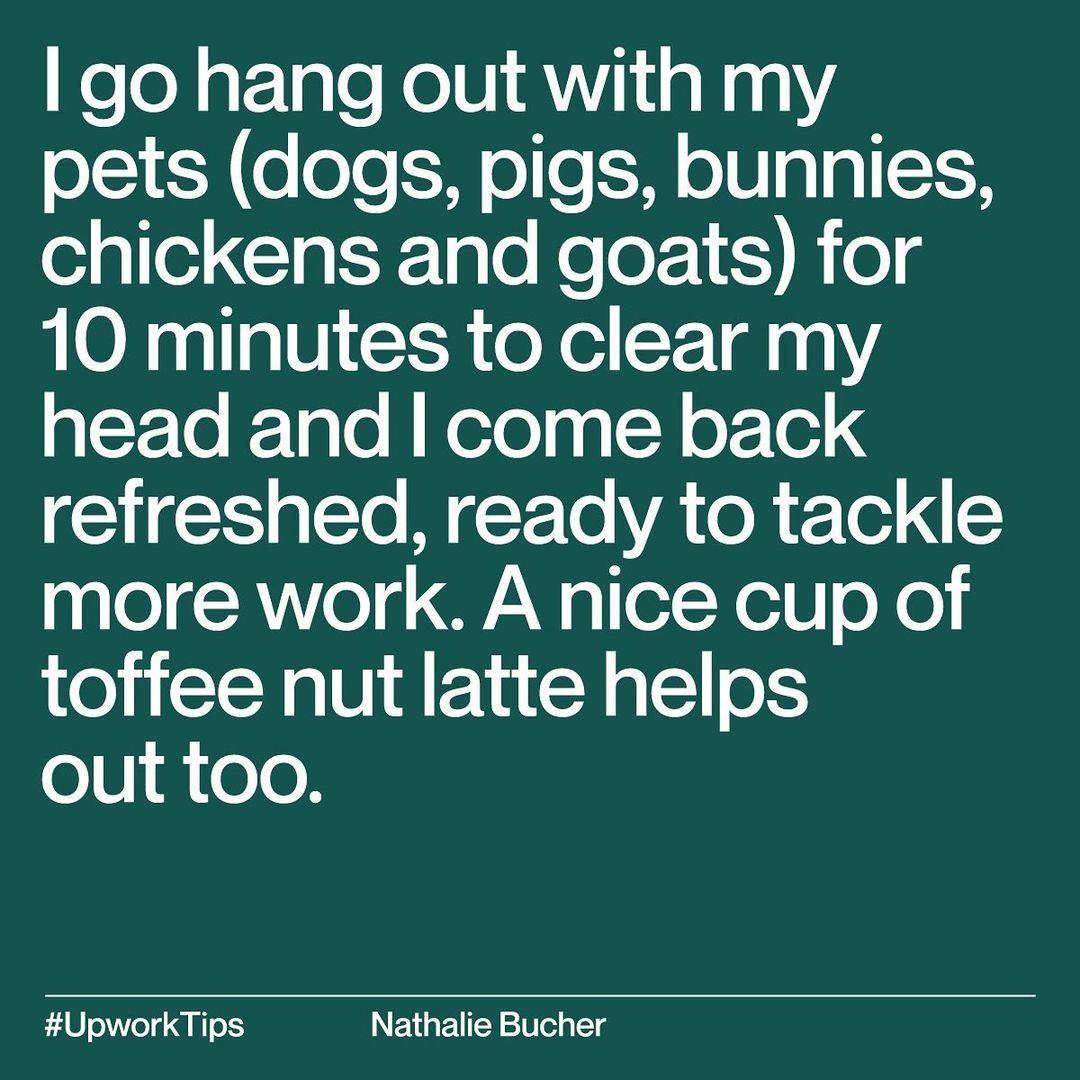 I go hang out with my
pets (dogs, pigs, bunnies,
chickens and goats) for
10 minutes to clear my
head and I come back
refreshed, ready to tackle
more work. A nice cup of
toffee nut latte helps
out too.
#UpworkTips
Nathalie Bucher